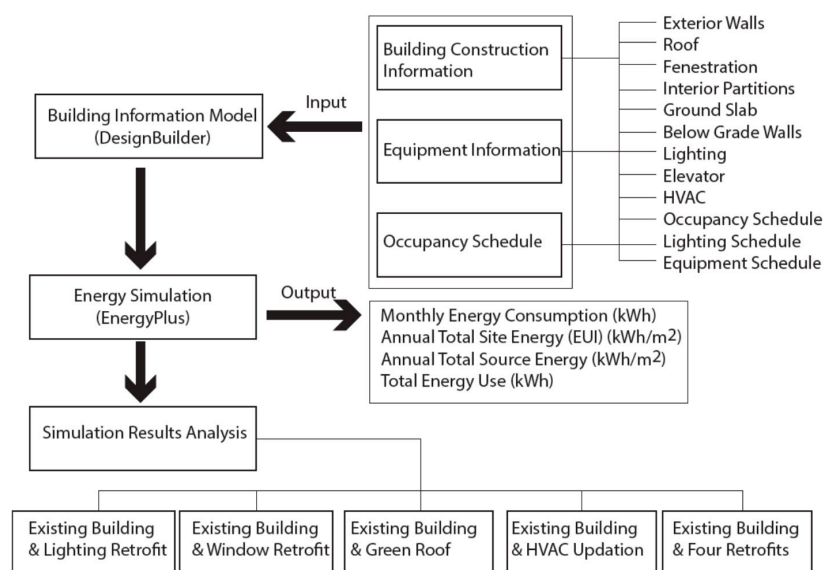 Exterior Walls
Roof
Fenestration
Interior Partitions
Ground Slab
Below Grade Walls
Lighting
Elevator
HVAC
Occupancy Schedule
Lighting Schedule
Equipment Schedule
Building Construction
Information
Equipment Information
Occupancy Schedule
Input
Building Information Model
(DesignBuilder)
Energy Simulation
(EnergyPlus)
Output
Monthly Energy Consumption (kWh)
Annual Total Site Energy (EUI) (kWh/m2)
Annual Total Source Energy (kWh/m2)
Total Energy Use (kWh)
Simulation Results Analysis
Existing Building
& Lighting Retrofit
Existing Building
& Window Retrofit
Existing Building
& Green Roof
Existing Building
& HVAC Updation
Existing Building
& Four Retrofits